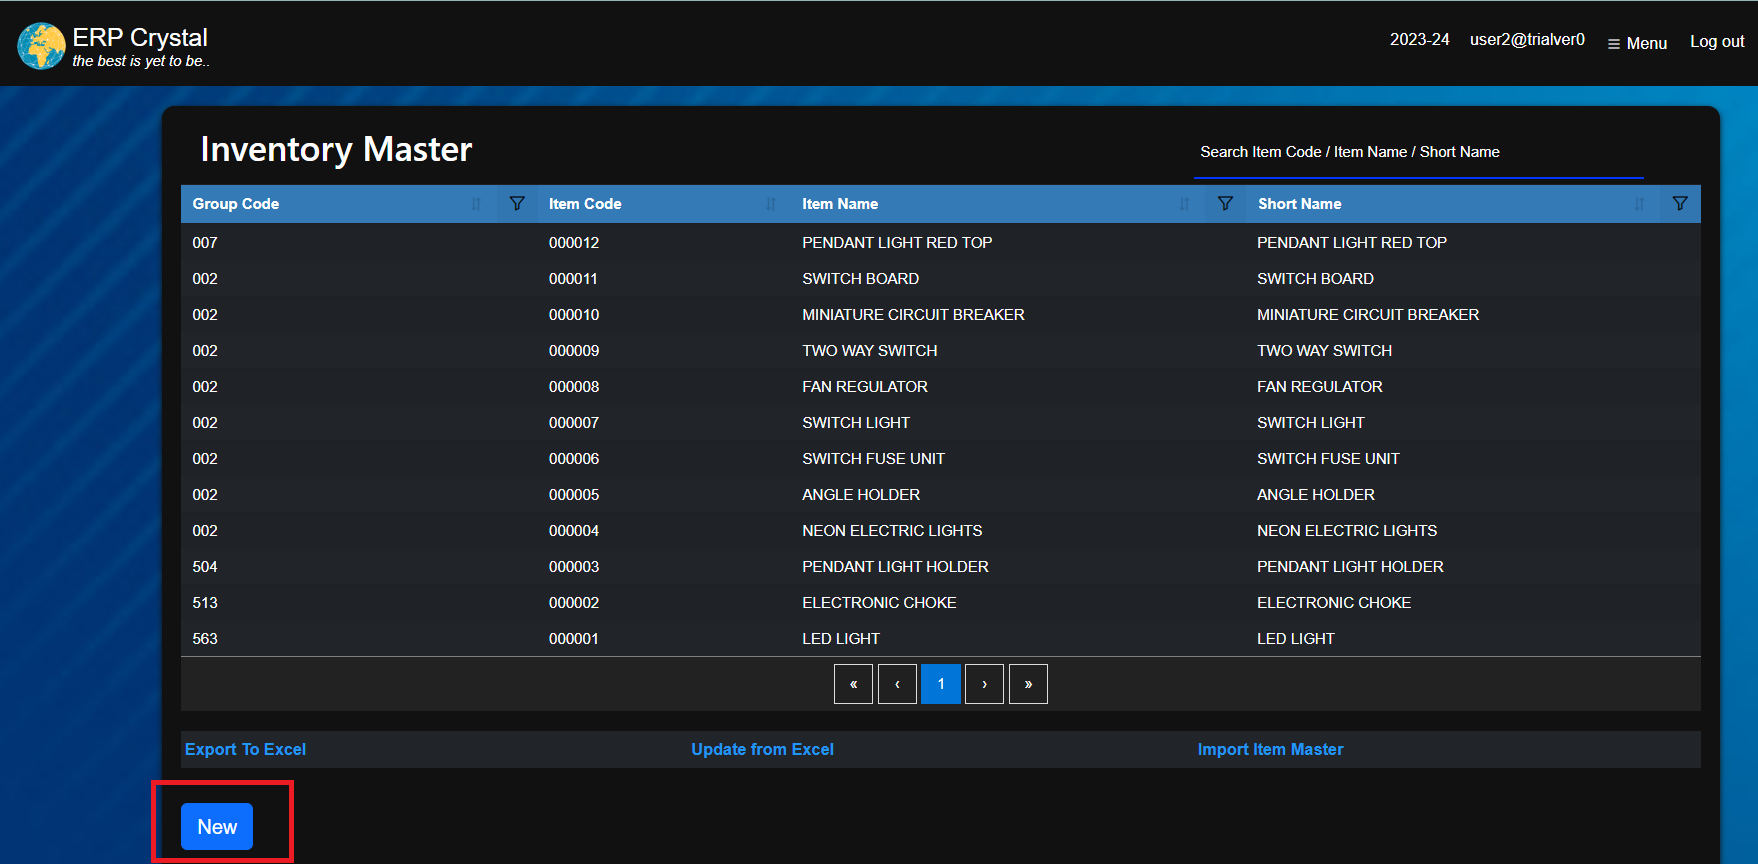 ERP Crystal
the best is yet to be..
2023-24 user2@trialver0 Menu Log out
Inventory Master
Search Item Code / Item Name / Short Name
Group Code Item Code Item Name Short Name
007 000012 PENDANT LIGHT RED TOP PENDANT LIGHT RED TOP
002 000011 SWITCH BOARD SWITCH BOARD
002 000010 MINIATURE CIRCUIT BREAKER MINIATURE CIRCUIT BREAKER
002 000009 TWO WAY SWITCH TWO WAY SWITCH
002 000008 FAN REGULATOR FAN REGULATOR
002 000007 SWITCH LIGHT SWITCH LIGHT
002 000006 SWITCH FUSE UNIT SWITCH FUSE UNIT
002 000005 ANGLE HOLDER ANGLE HOLDER
002 000004 NEON ELECTRIC LIGHTS NEON ELECTRIC LIGHTS
504 000003 PENDANT LIGHT HOLDER PENDANT LIGHT HOLDER
513 000002 ELECTRONIC CHOKE ELECTRONIC CHOKE
563 000001 LED LIGHT LED LIGHT
« ‹ 1 › »
Export To Excel Update from Excel Import Item Master
New